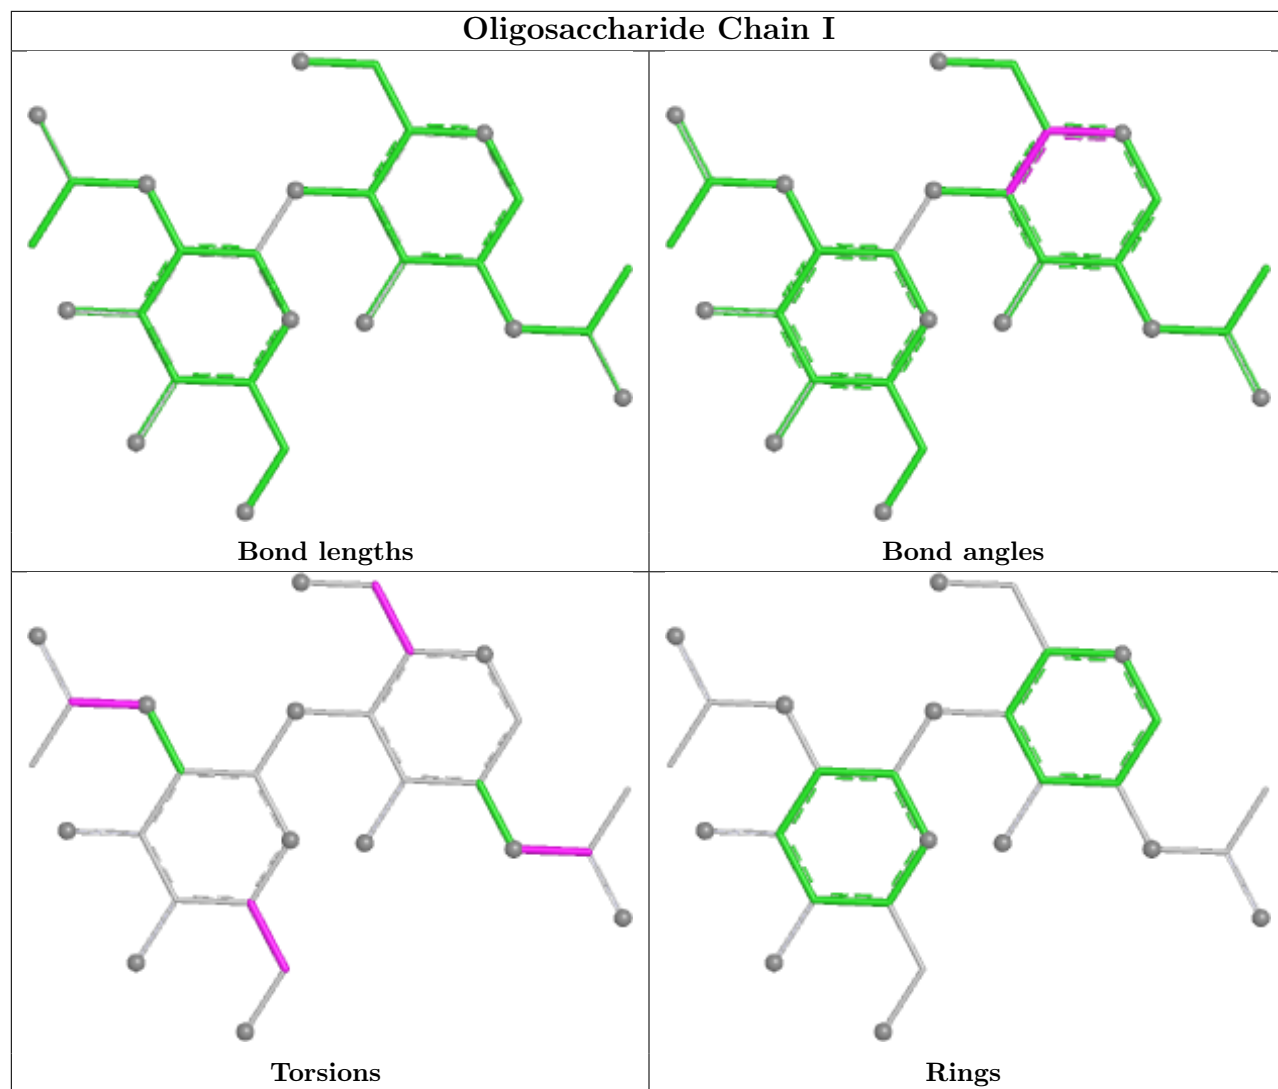 Oligosaccharide Chain I
Bond lengths
Bond angles
Torsions
Rings